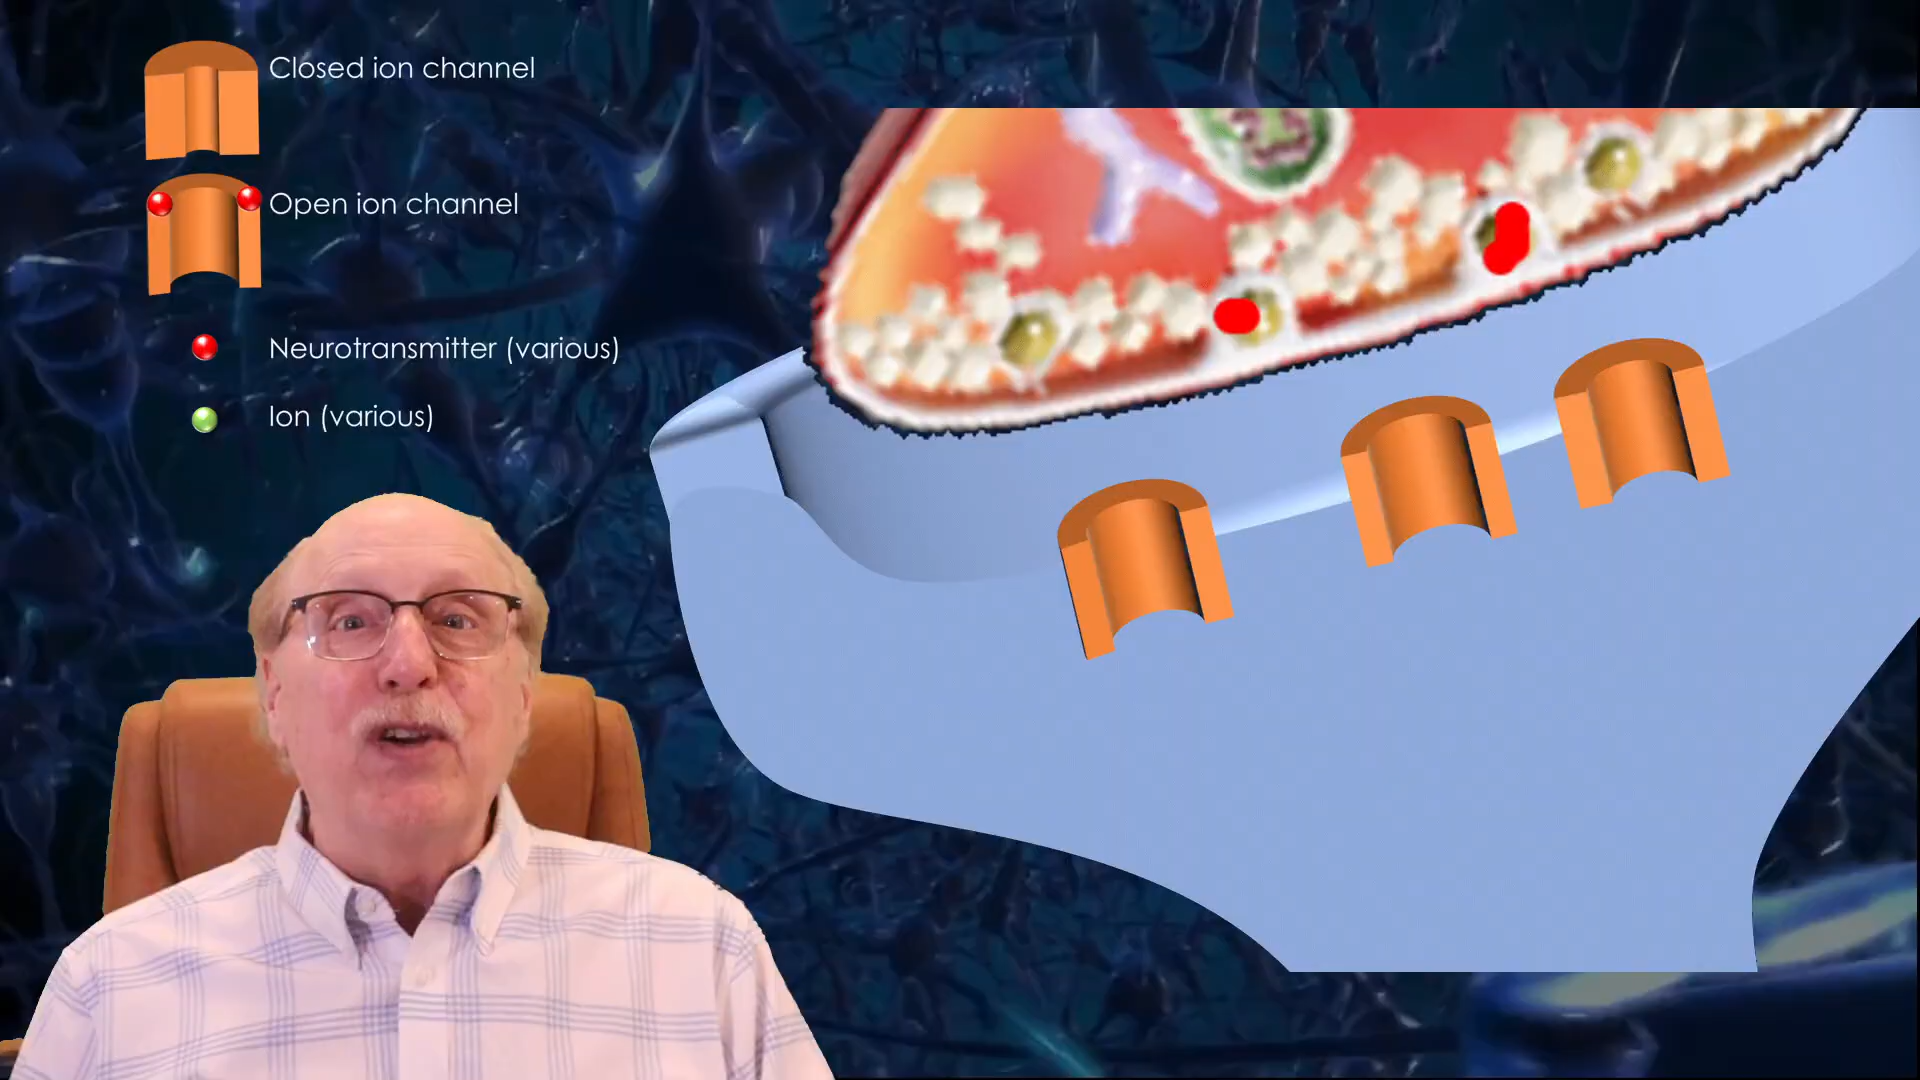 Closed ion channel
Open ion channel
Neurotransmitter (various)
Ion (various)